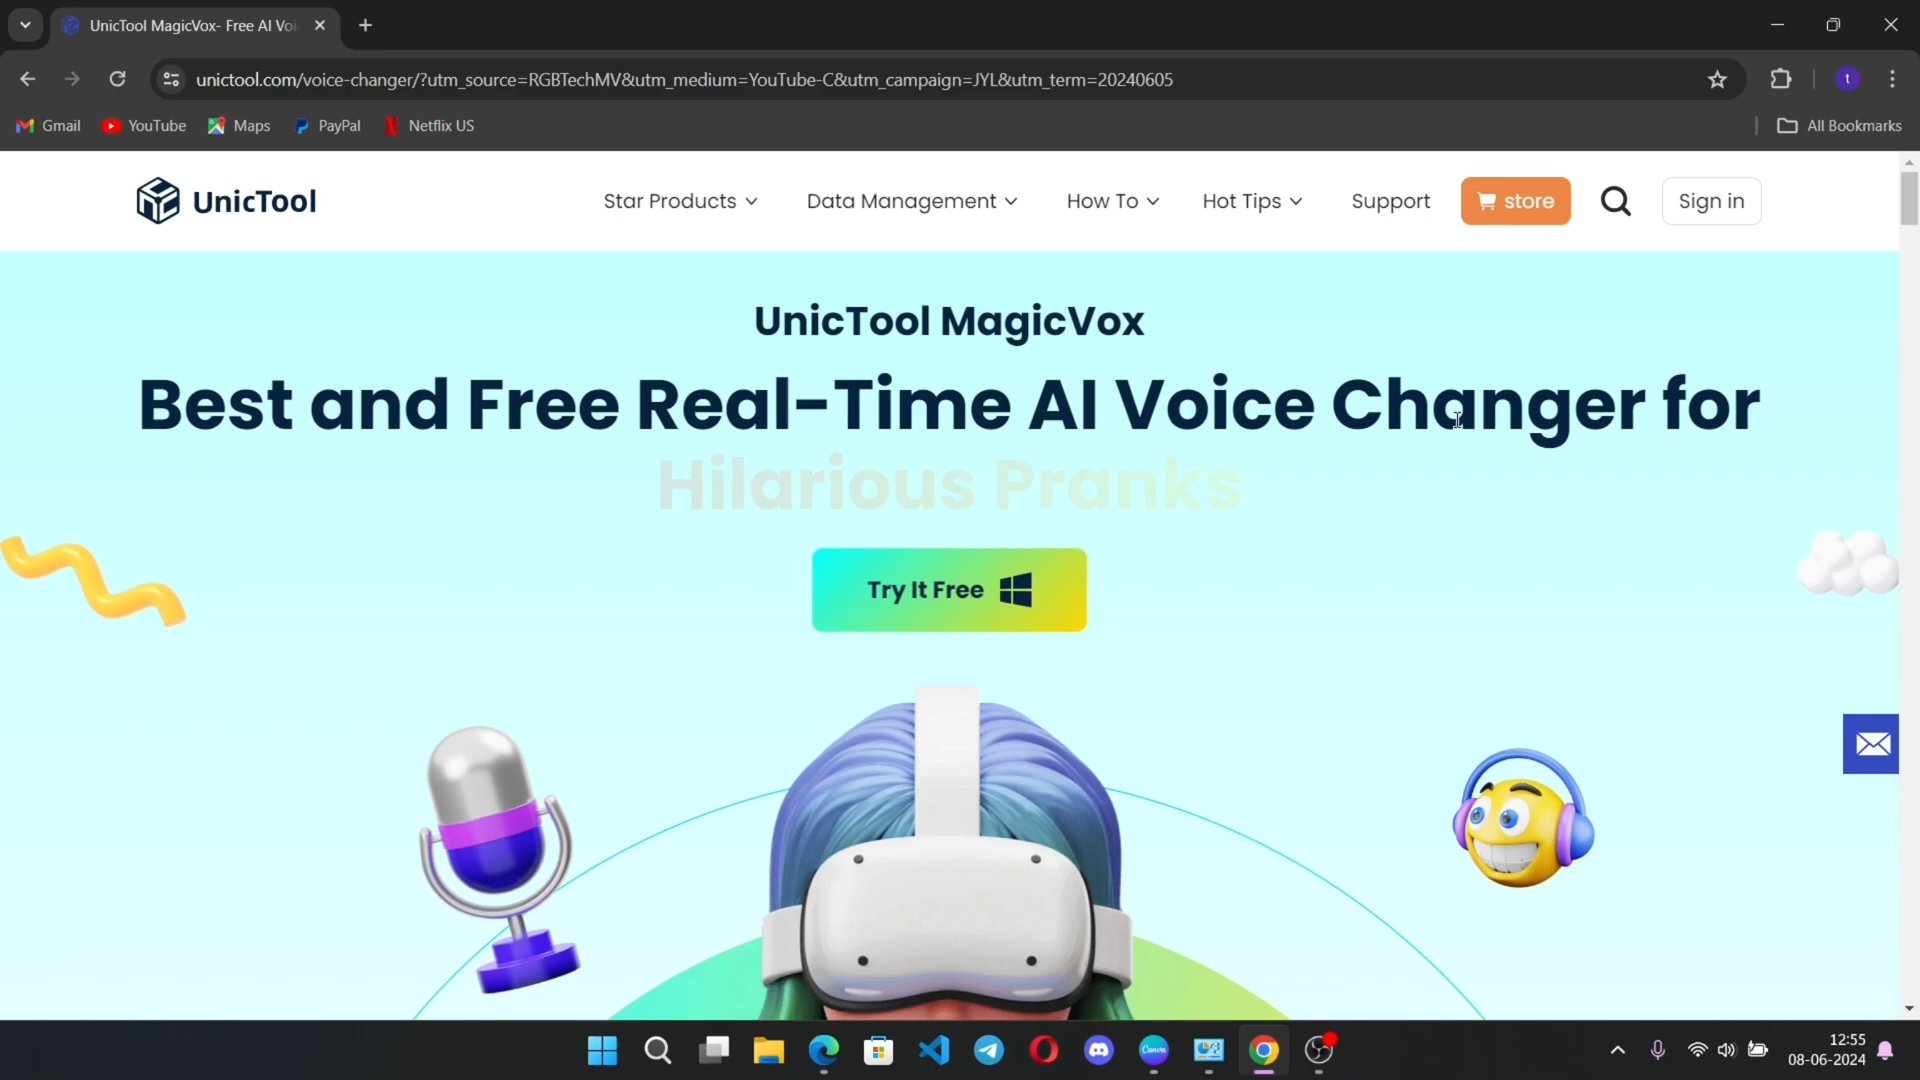 UnicTool MagicVox- Free AI Voi
unictool.com/voice-changer/?utm_source=RGBTechMV&utm_medium=YouTube-C&utm_campaign=JYL&utm_term=20240605
t
Gmail YouTube Maps PayPal Netflix US All Bookmarks
UnicTool Star Products Data Management How To Hot Tips Support store Sign in
UnicTool MagicVox
Best and Free Real-Time AI Voice Changer for
Hilarious Pranks
Try It Free
Canva
12:55
08-06-2024